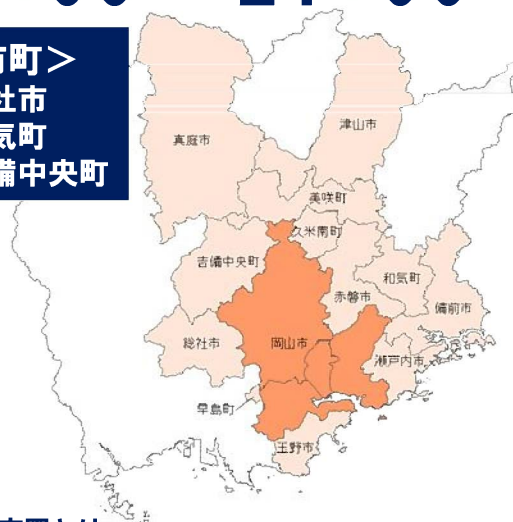 市町＞
社市
気町
備中央町
真庭市
津山市
美咲町
久米南町
吉備中央町
和気町
赤磐市
備前市
総社市
岡山市
瀬戸内市
早島町
玉野市